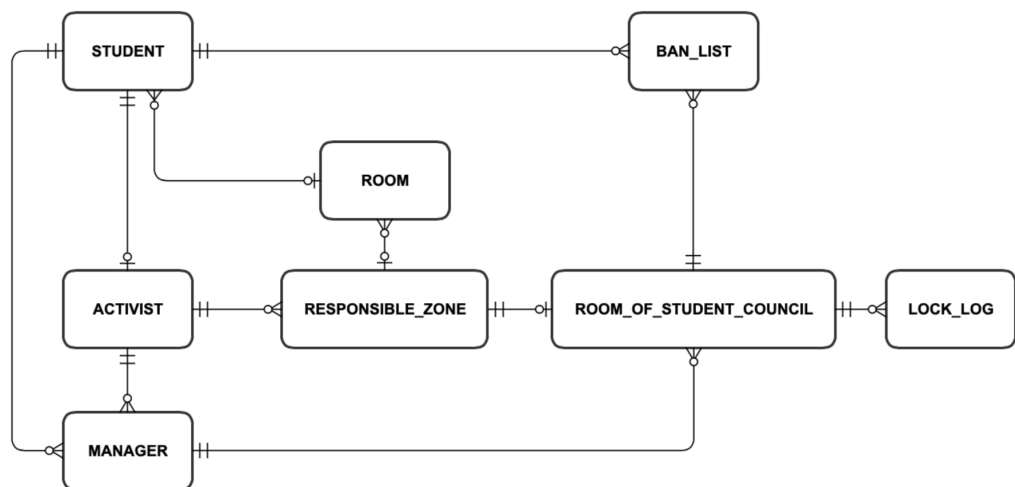 STUDENT
BAN_LIST
ROOM
ACTIVIST
RESPONSIBLE_ZONE
ROOM_OF_STUDENT_COUNCIL
LOCK_LOG
MANAGER